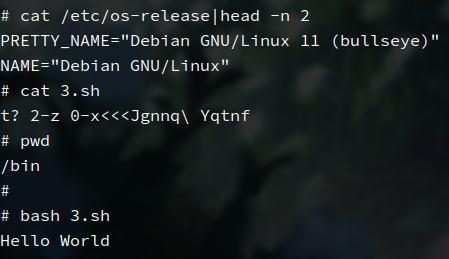 # cat /etc/os-release|head -n 2
PRETTY_NAME="Debian GNU/Linux 11 (bullseye)"
NAME="Debian GNU/Linux"
# cat 3.sh
t? 2-z 0-x<<<Jgnnq\ Yqtnf
# pwd
/bin
#
# bash 3.sh
Hello World